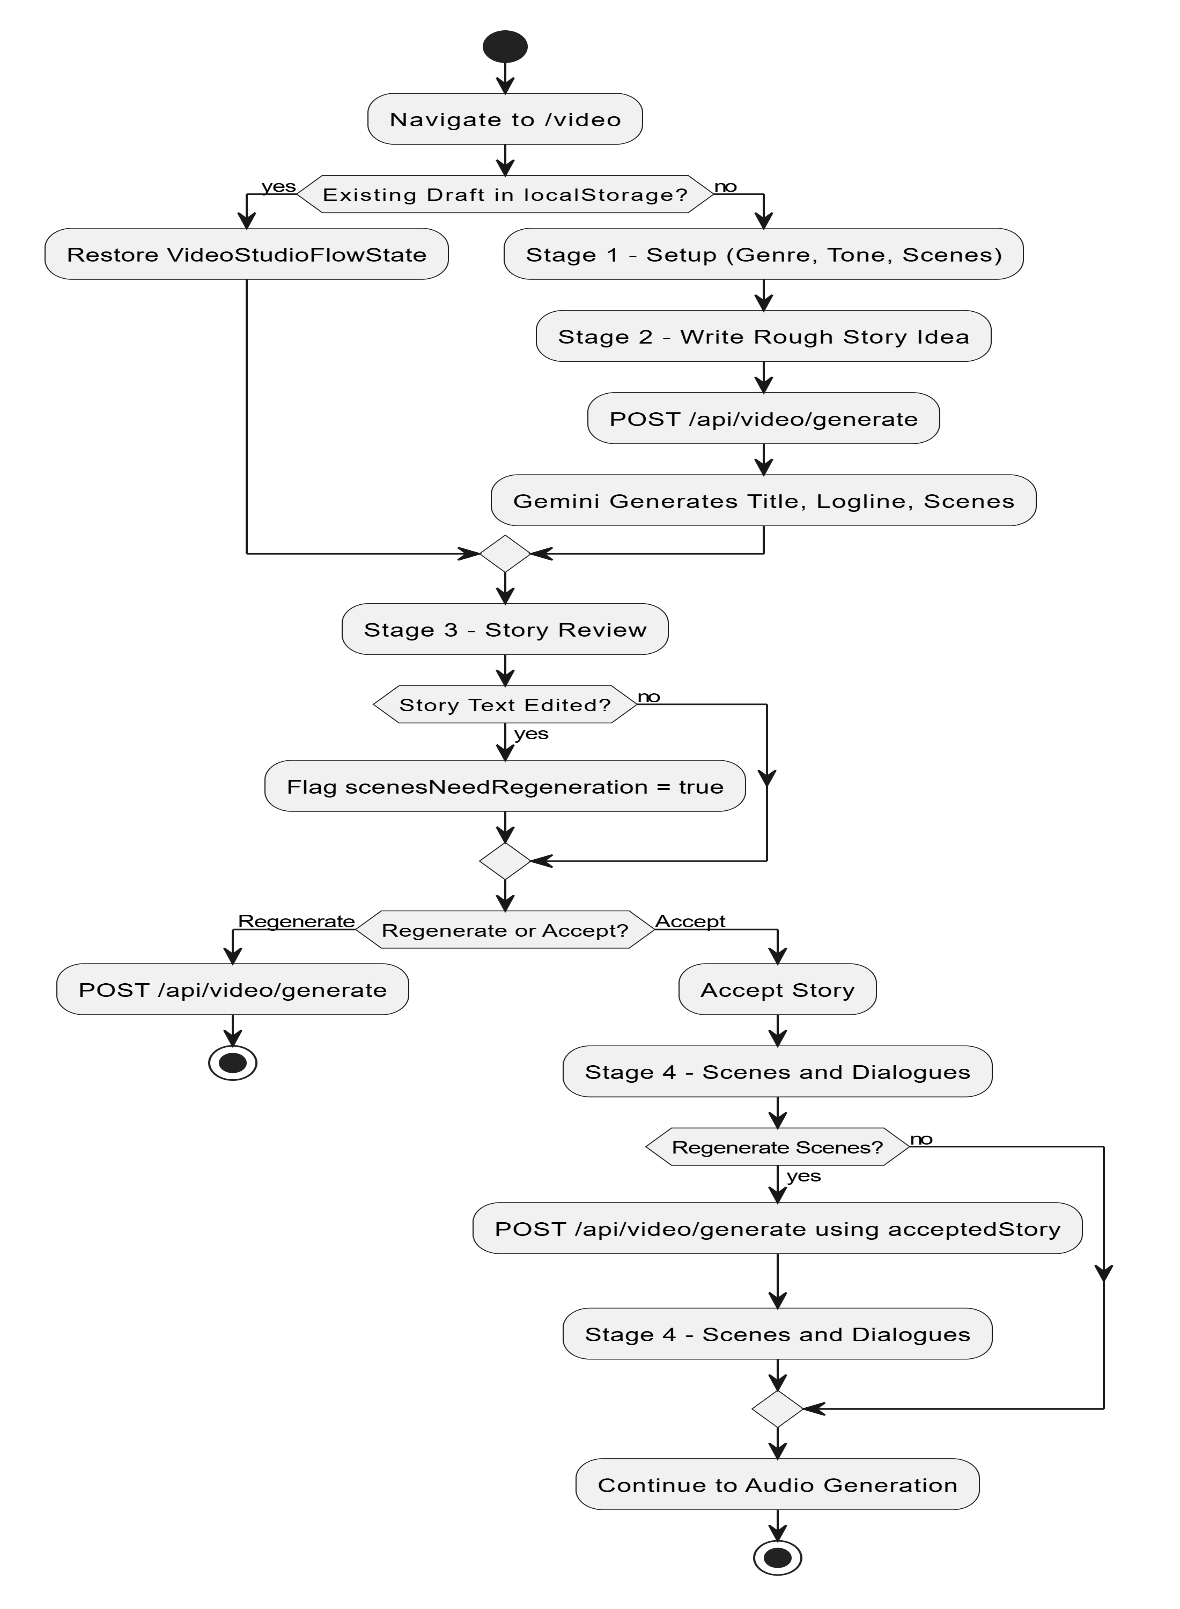 Navigate to /video
yes
Existing Draft in localStorage?
no
Restore VideoStudioFlowState
Stage 1 - Setup (Genre, Tone, Scenes)
Stage 2 - Write Rough Story Idea
POST /api/video/generate
Gemini Generates Title, Logline, Scenes
Stage 3 - Story Review
Story Text Edited?
no
yes
Flag scenesNeedRegeneration = true
Regenerate
Regenerate or Accept?
Accept
POST /api/video/generate
Accept Story
Stage 4 - Scenes and Dialogues
Regenerate Scenes?
no
yes
POST /api/video/generate using acceptedStory
Stage 4 - Scenes and Dialogues
Continue to Audio Generation